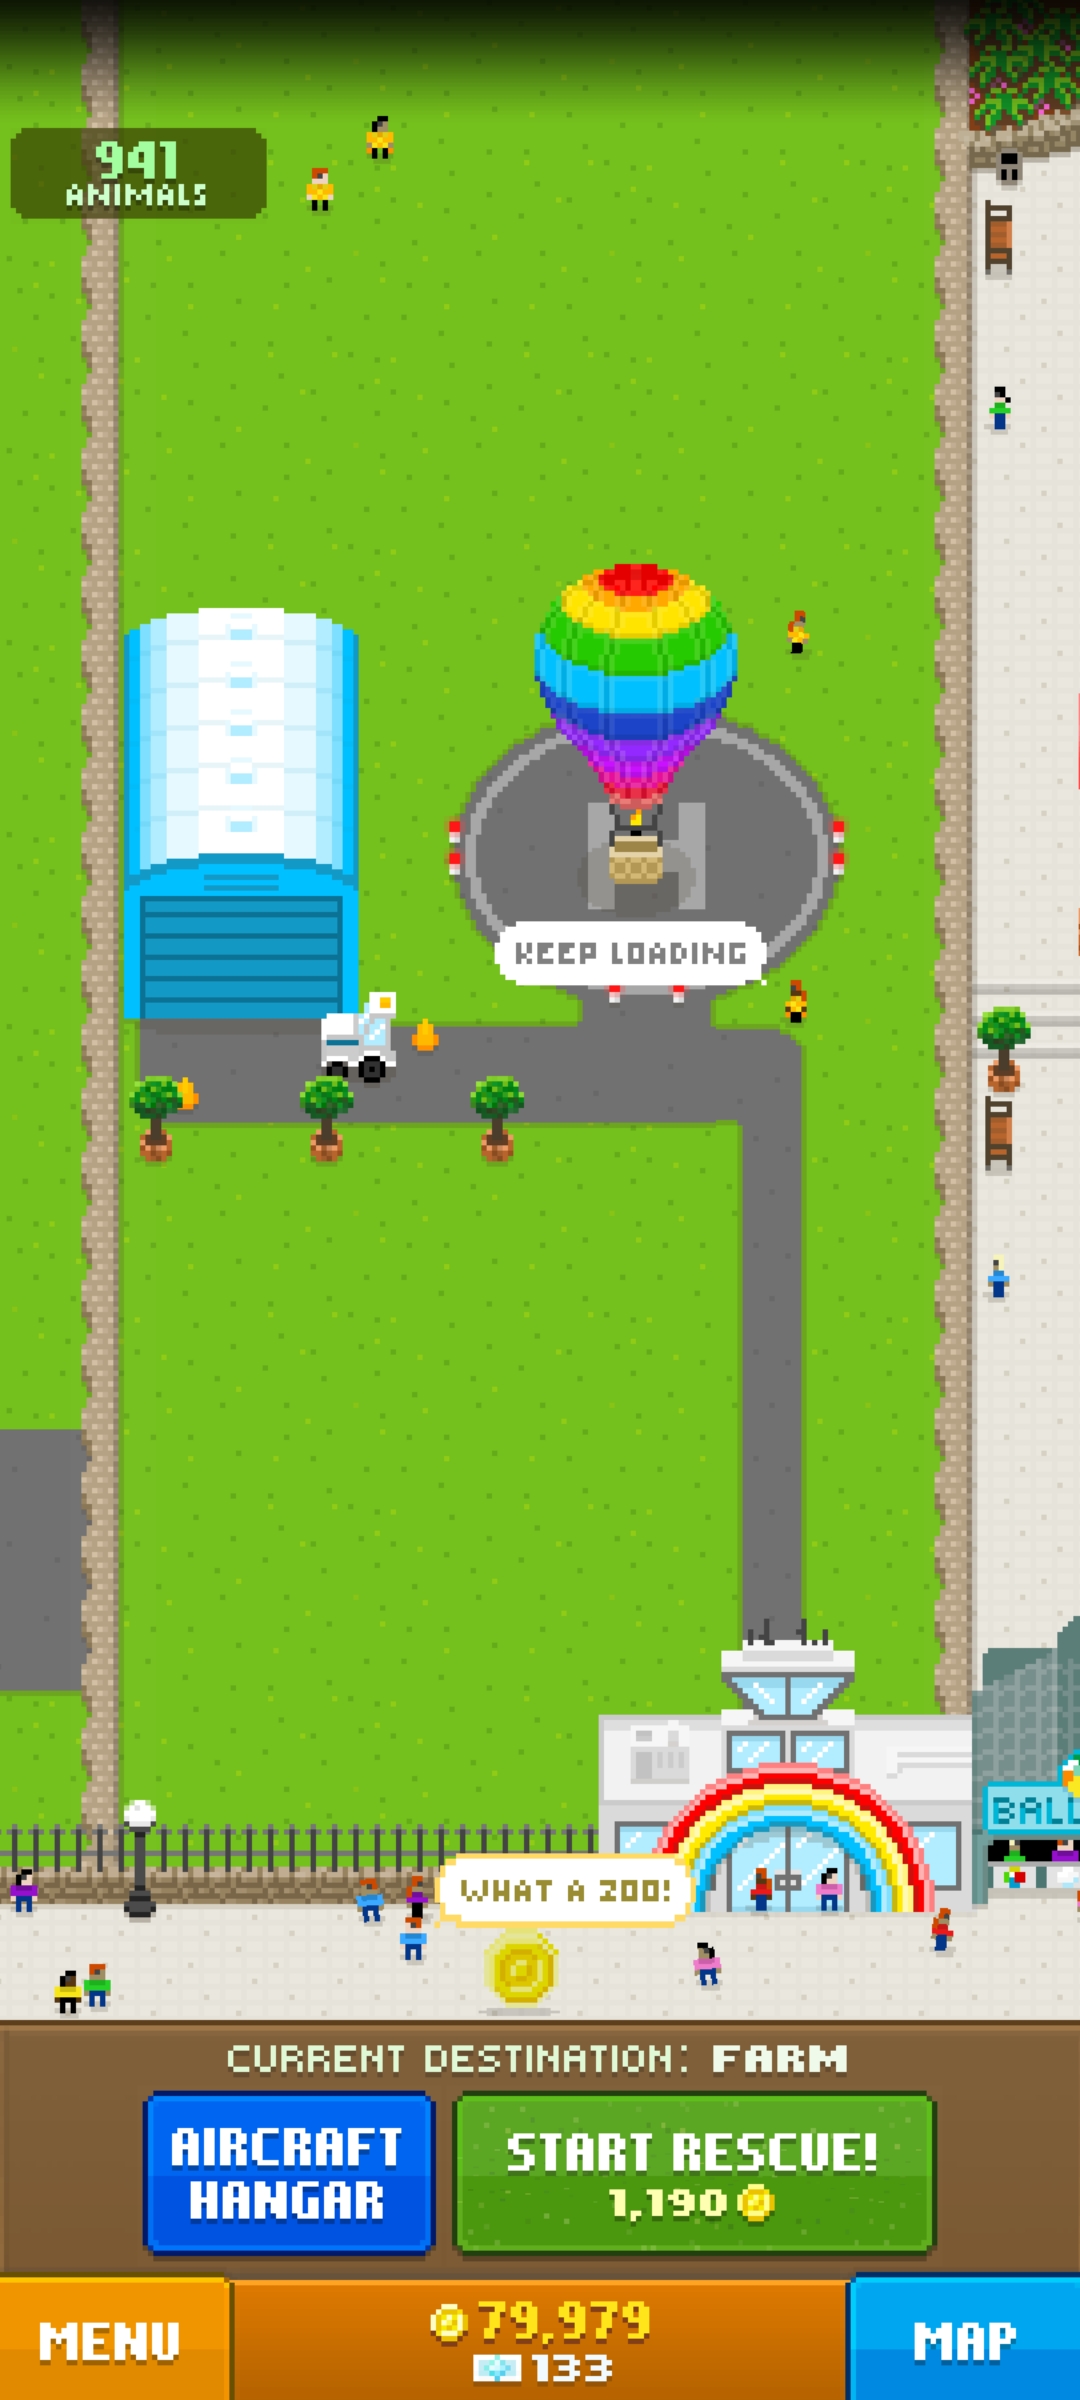 941
ANIMALS
KEEP LOADING
BALL
WHAT A ZOO!
CURRENT DESTINATION: FARM
AIRCRAFT
HANGAR
START RESCUE!
1,190
MENU
79,979
133
MAP